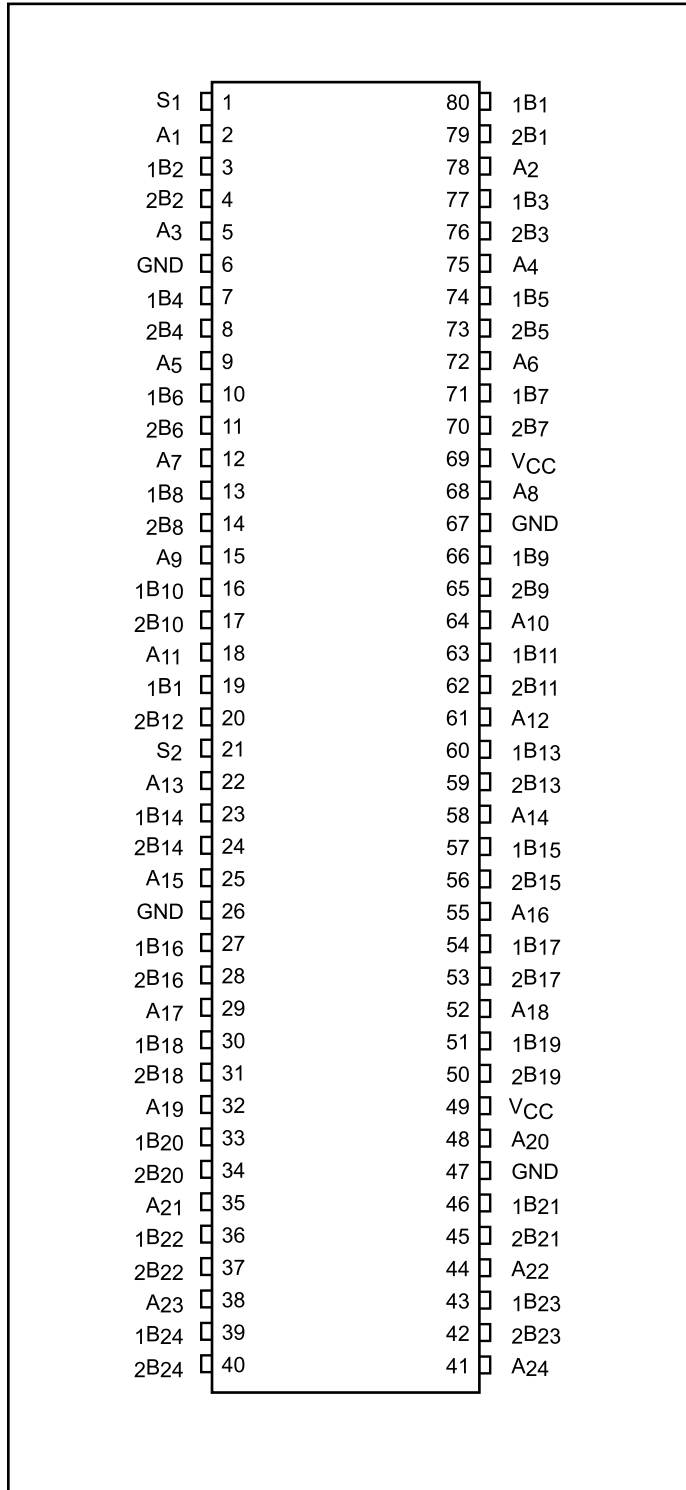 S1 1 80 1B1
A1 2 79 2B1
1B2 3 78 A2
2B2 4 77 1B3
A3 5 76 2B3
GND 6 75 A4
1B4 7 74 1B5
2B4 8 73 2B5
A5 9 72 A6
1B6 10 71 1B7
2B6 11 70 2B7
A7 12 69 VCC
1B8 13 68 A8
2B8 14 67 GND
A9 15 66 1B9
1B10 16 65 2B9
2B10 17 64 A10
A11 18 63 1B11
1B1 19 62 2B11
2B12 20 61 A12
S2 21 60 1B13
A13 22 59 2B13
1B14 23 58 A14
2B14 24 57 1B15
A15 25 56 2B15
GND 26 55 A16
1B16 27 54 1B17
2B16 28 53 2B17
A17 29 52 A18
1B18 30 51 1B19
2B18 31 50 2B19
A19 32 49 VCC
1B20 33 48 A20
2B20 34 47 GND
A21 35 46 1B21
1B22 36 45 2B21
2B22 37 44 A22
A23 38 43 1B23
1B24 39 42 2B23
2B24 40 41 A24